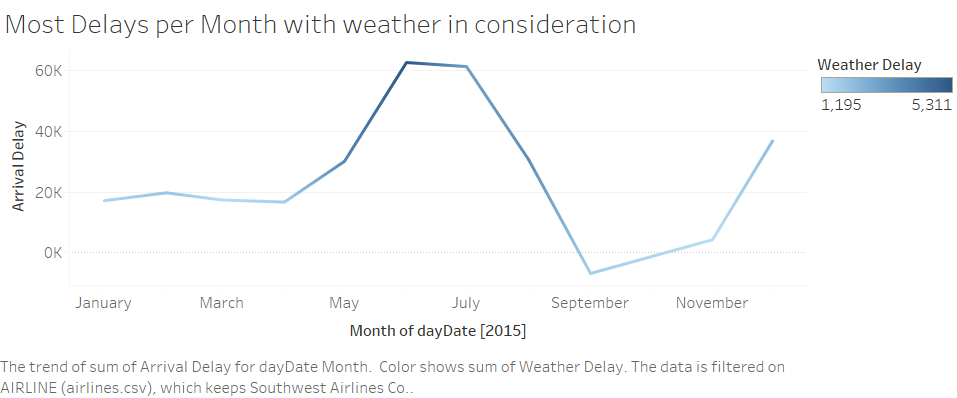 Most Delays per Month with weather in consideration
Weather Delay
1,195 5,311
Arrival Delay
60K
40K
20K
0K
January March May July September November
Month of dayDate [2015]
The trend of sum of Arrival Delay for dayDate Month.  Color shows sum of Weather Delay. The data is filtered on
AIRLINE (airlines.csv), which keeps Southwest Airlines Co..